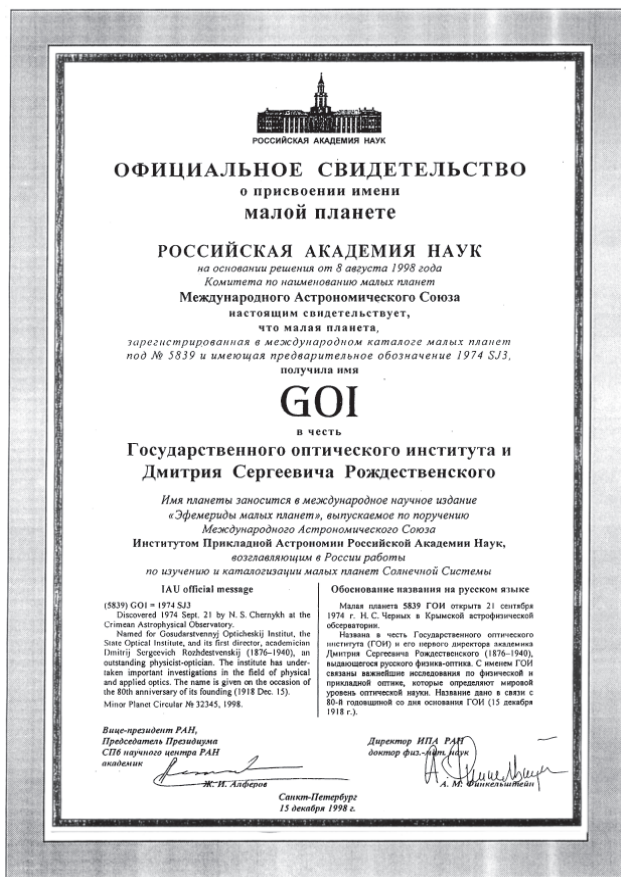 РОССИЙСКАЯ АКАДЕМИЯ НАУК
ОФИЦИАЛЬНОЕ СВИДЕТЕЛЬСТВО
о присвоении имени
малой планете
РОССИЙСКАЯ АКАДЕМИЯ НАУК
на основании решения от 8 августа 1998 года
Комитета по наименованию малых планет
Международного Астрономического Союза
настоящим свидетельствует,
что малая планета,
зарегистрированная в международном каталоге малых планет
под № 5839 и имеющая предварительное обозначение 1974 SJ3,
получила имя
GOI
в честь
Государственного оптического института и
Дмитрия Сергеевича Рождественского
Имя планеты заносится в международное научное издание
«Эфемериды малых планет», выпускаемое по поручению
Международного Астрономического Союза
Институтом Прикладной Астрономии Российской Академии Наук,
возглавляющим в России работы
по изучению и каталогизации малых планет Солнечной Системы
IAU official message
(5839) GOI = 1974 SJ3
Discovered 1974 Sept. 21 by N. S. Chernykh at the
Crimean Astrophysical Observatory.
Named for Gosudarstvennyj Opticheskij Institut, the
State Optical Institute, and its first director, academician
Dmitrij Sergeevich Rozhdestvenskij (1876–1940), an
outstanding physicist-optician. The institute has under-
taken important investigations in the field of physical
and applied optics. The name is given on the occasion of
the 80th anniversary of its founding (1918 Dec. 15).
Minor Planet Circular № 32345, 1998.
Обоснование названия на русском языке
Малая планета 5839 ГОИ открыта 21 сентября
1974 г. Н. С. Черных в Крымской астрофизической
обсерватории.
Названа в честь Государственного оптического
института (ГОИ) и его первого директора академика
Дмитрия Сергеевича Рождественского (1876–1940),
выдающегося русского физика-оптика. С именем ГОИ
связаны важнейшие исследования по физической и
прикладной оптике, которые определяют мировой
уровень оптической науки. Название дано в связи с
80-й годовщиной со дня основания ГОИ (15 декабря
1918 г.).
Вице-президент РАН,
Председатель Президиума
СПб научного центра РАН
академик
Ж. И. Алферов
Директор ИПА РАН
доктор физ.-мат. наук
А. М. Финкельштейн
Санкт-Петербург
15 декабря 1998 г.